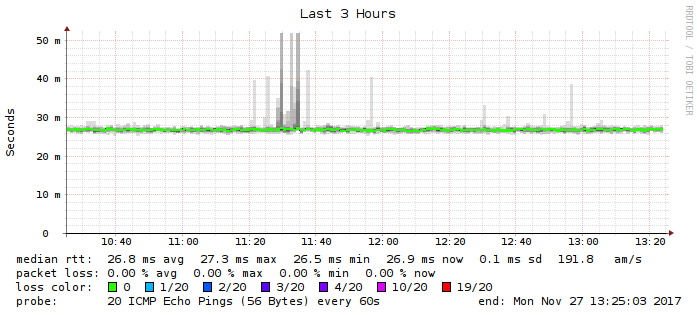 Last 3 Hours
RRDTOOL / TOBI OETIKER
Seconds
50 m
40 m
30 m
20 m
10 m
0
10:40 11:00 11:20 11:40 12:00 12:20 12:40 13:00 13:20
median rtt: 26.8 ms avg 27.3 ms max 26.5 ms min 26.9 ms now 0.1 ms sd 191.8 am/s
packet loss: 0.00 % avg 0.00 % max 0.00 % min 0.00 % now
loss color: 0 1/20 2/20 3/20 4/20 10/20 19/20
probe: 20 ICMP Echo Pings (56 Bytes) every 60s end: Mon Nov 27 13:25:03 2017